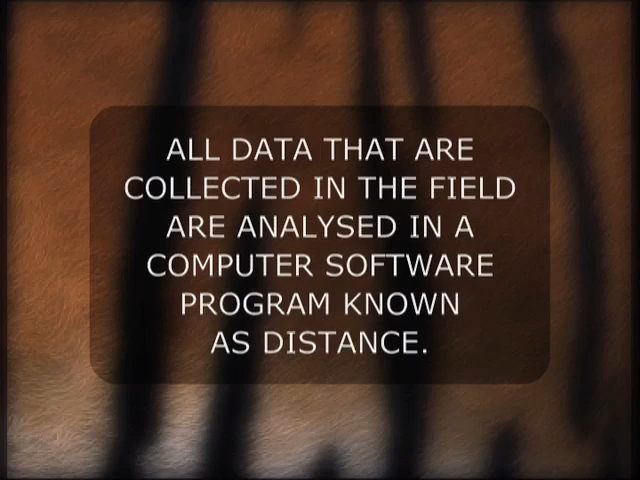 ALL DATA THAT ARE
COLLECTED IN THE FIELD
ARE ANALYSED IN A
COMPUTER SOFTWARE
PROGRAM KNOWN
AS DISTANCE.